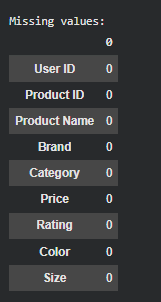 Missing values:
0
User ID 0
Product ID 0
Product Name 0
Brand 0
Category 0
Price 0
Rating 0
Color 0
Size 0